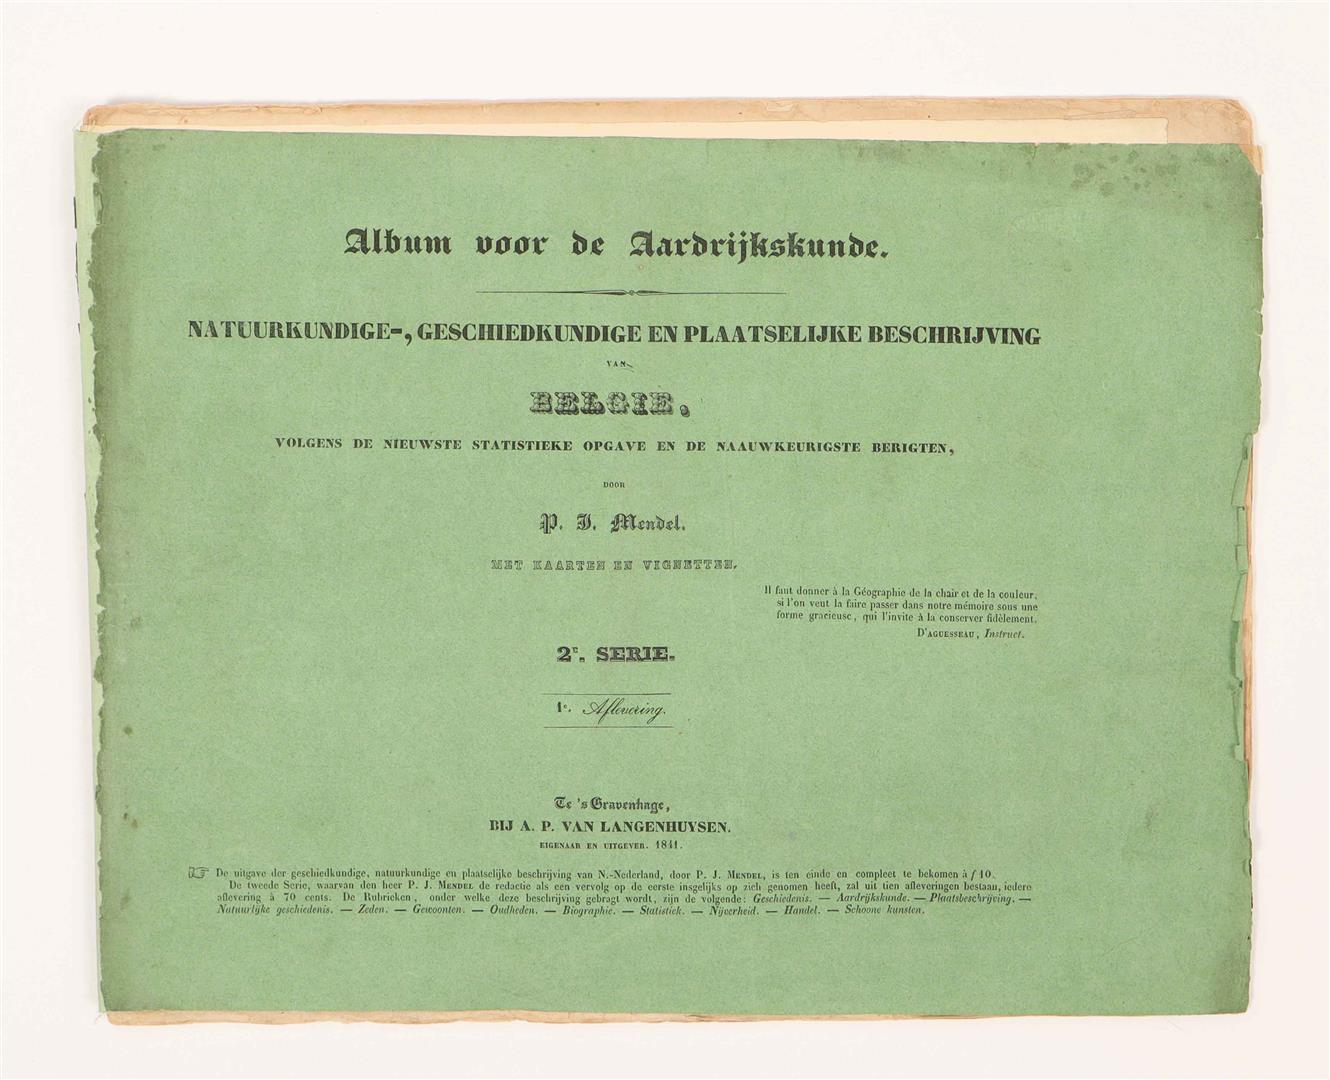 Album voor de Aardrijkskunde.
NATUURKUNDIGE-, GESCHIEDKUNDIGE EN PLAATSELIJKE BESCHRIJVING
VAN
BELGIE,
VOLGENS DE NIEUWSTE STATISTIEKE OPGAVE EN DE NAAUWKEURIGSTE BERIGTEN,
DOOR
P. J. Mendel.
MET KAARTEN EN VIGNETTEN.
Il faut donner à la Géographie de la chair et de la couleur,
si l'on veut la faire passer dans notre mémoire sous une
forme gracieuse, qui l'invite à la conserver fidèlement.
D'AGUESSEAU, Instruct.
2e. SERIE.
1e. Aflevering.
Te 's Gravenhage,
BIJ A. P. VAN LANGENHUYSEN.
EIGENAAR EN UITGEVER. 1841.
☞ De uitgave der geschiedkundige, natuurkundige en plaatselijke beschrijving van N.-Nederland, door P. J. MENDEL, is ten einde en compleet te bekomen à ƒ 10.
De tweede Serie, waarvan den heer P. J. MENDEL de redactie als een vervolg op de eerste insgelijks op zich genomen heeft, zal uit tien afleveringen bestaan, iedere
aflevering à 70 cents. De Rubrieken, onder welke deze beschrijving gebragt wordt, zijn de volgende: Geschiedenis. — Aardrijkskunde. — Plaatsbeschrijving. —
Natuurlijke geschiedenis. — Zeden. — Gewoonten. — Oudheden. — Biographie. — Statistiek. — Nijverheid. — Handel. — Schoone kunsten.